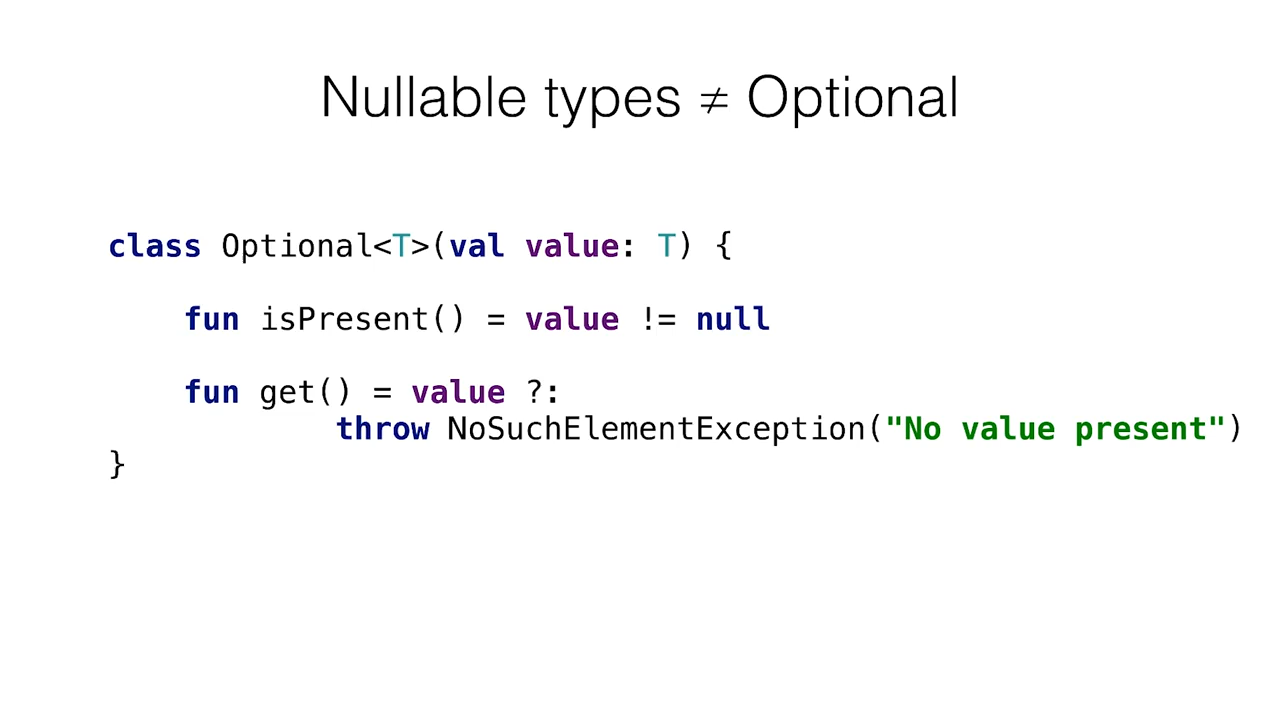 Nullable types ≠ Optional
class Optional<T>(val value: T) {
fun isPresent() = value != null
fun get() = value ?:
throw NoSuchElementException("No value present")
}